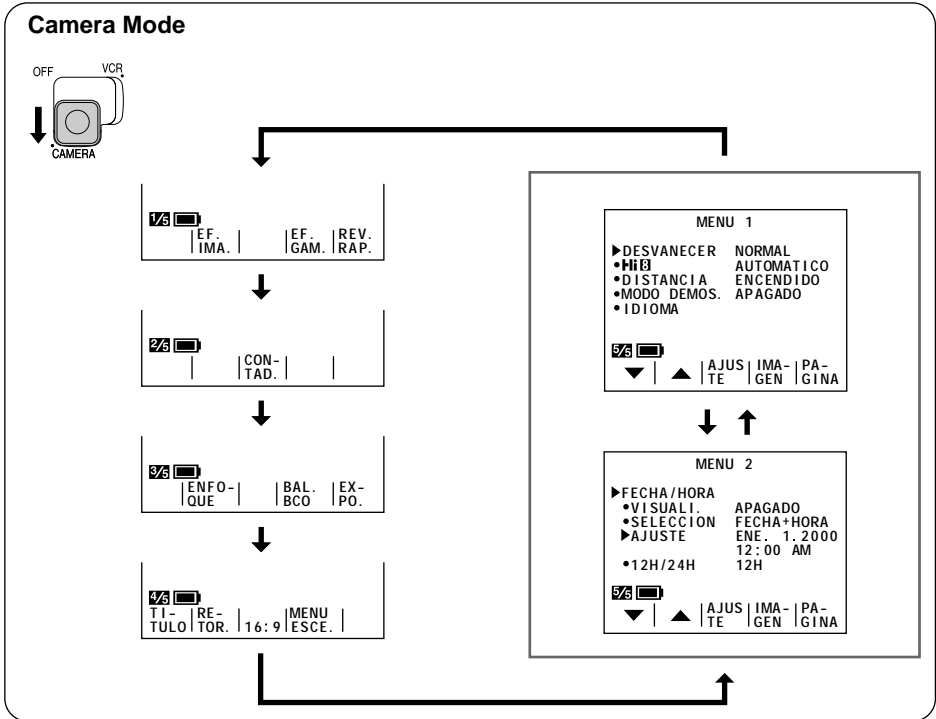 Camera Mode
OFF VCR
CAMERA
1/5
EF. EF. REV.
IMA. GAM. RAP.
2/5
CON-
TAD.
3/5
ENFO- BAL. EX-
QUE BCO PO.
4/5
TI- RE- MENU
TULO TOR. 16:9 ESCE.
MENU 1
▶DESVANECER NORMAL
•Hi8 AUTOMATICO
•DISTANCIA ENCENDIDO
•MODO DEMOS. APAGADO
•IDIOMA
5/5
▼ ▲ AJUS IMA- PA-
TE GEN GINA
MENU 2
▶FECHA/HORA
•VISUALI. APAGADO
•SELECCION FECHA+HORA
▶AJUSTE ENE. 1.2000
12:00 AM
•12H/24H 12H
5/5
▼ ▲ AJUS IMA- PA-
TE GEN GINA